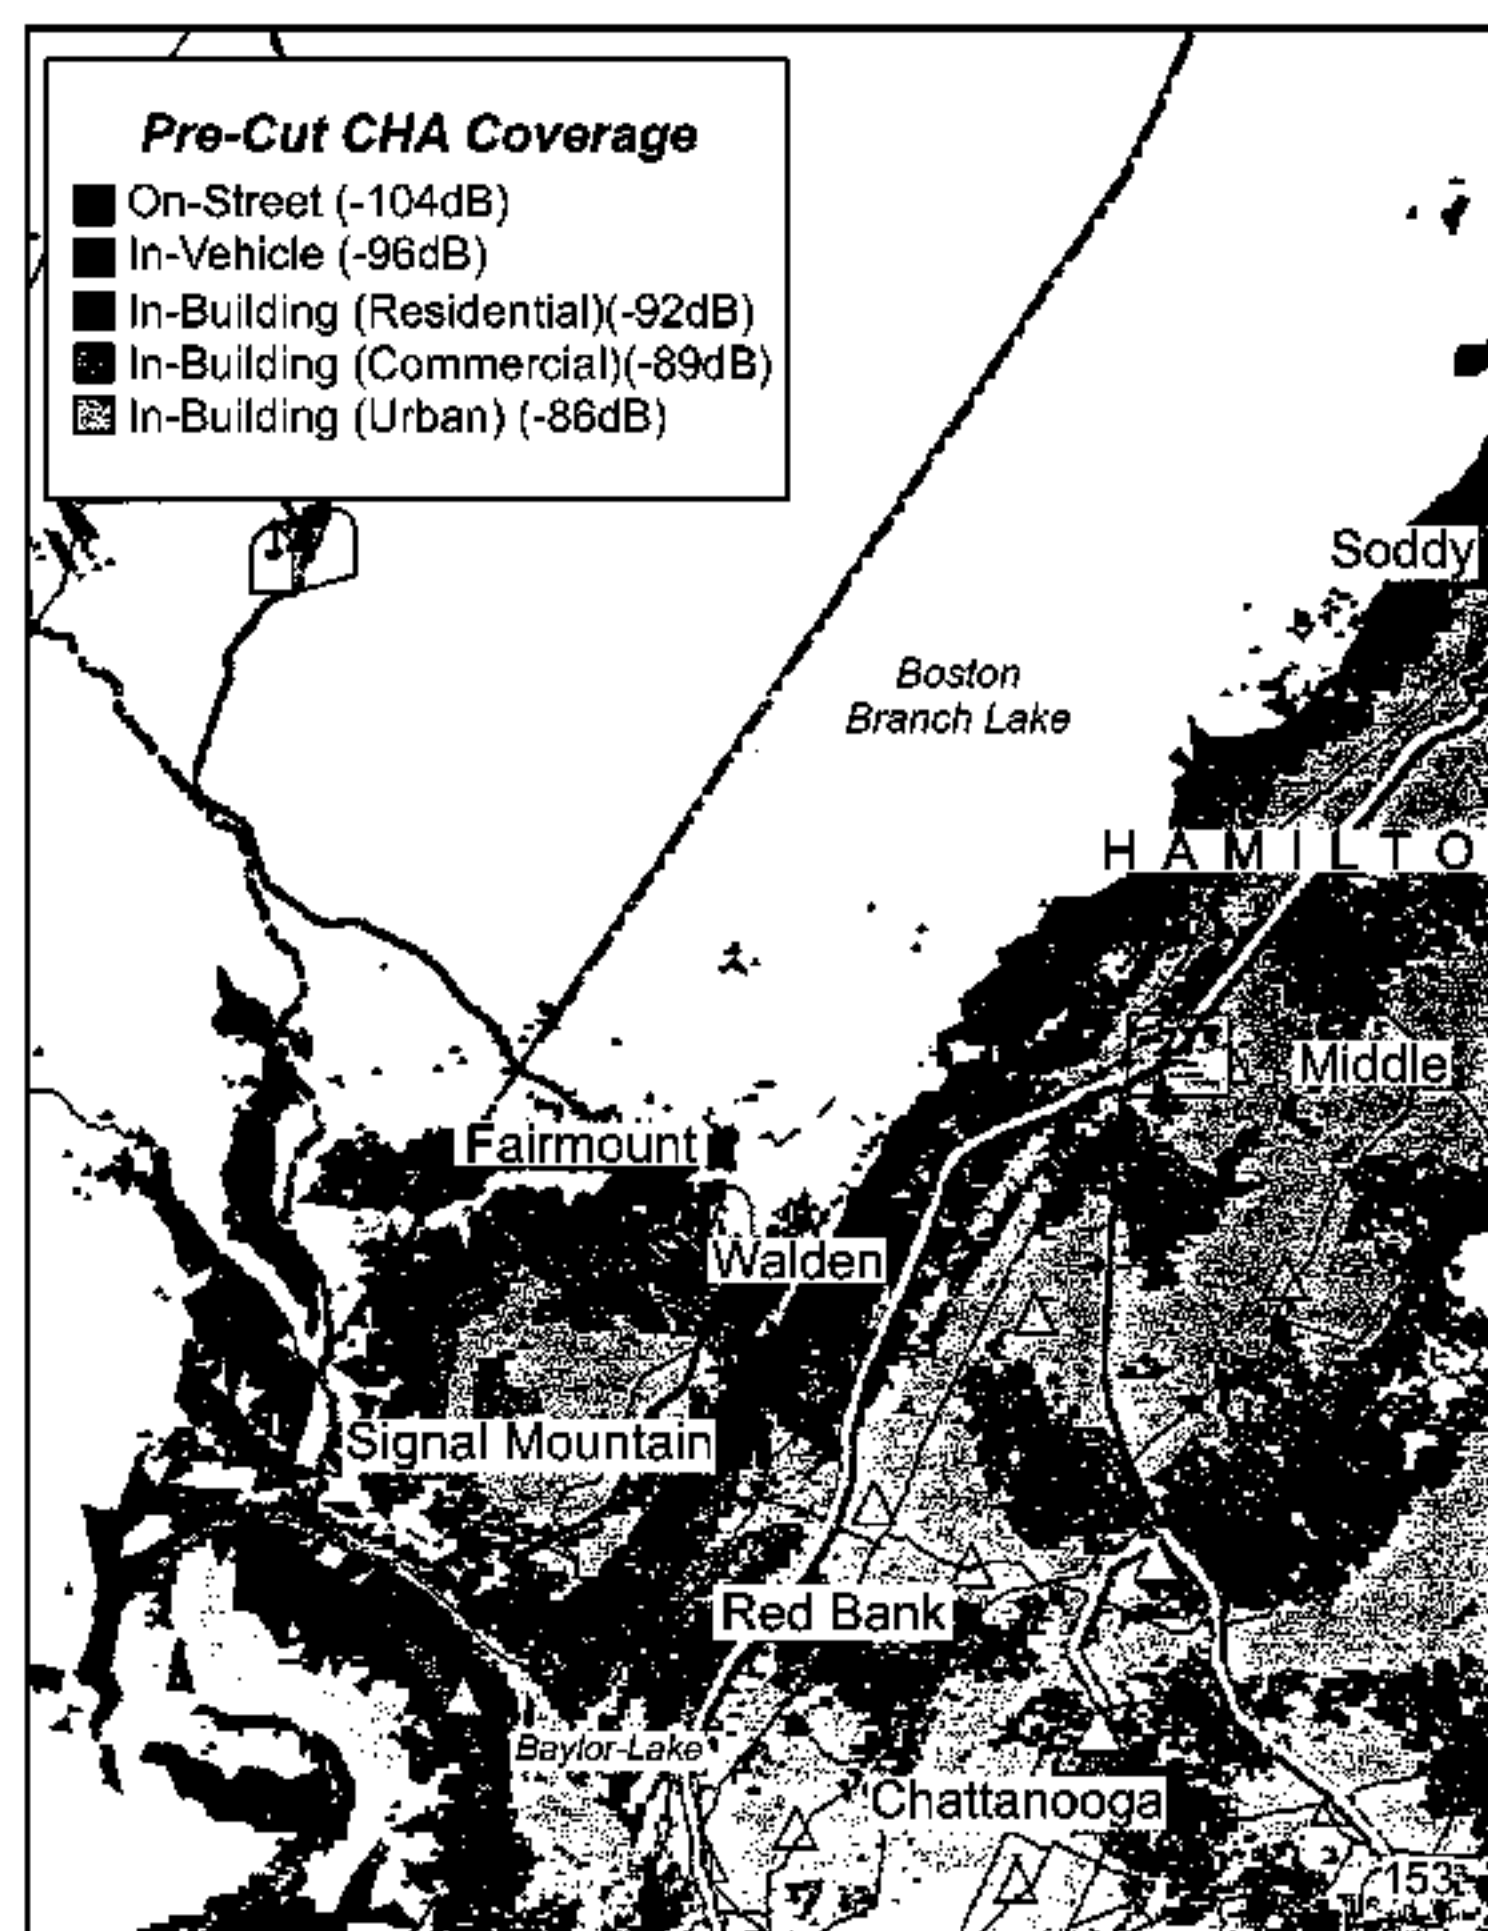 Pre-Cut CHA Coverage
On-Street (-104dB)
In-Vehicle (-96dB)
In-Building (Residential)(-92dB)
In-Building (Commercial)(-89dB)
In-Building (Urban) (-86dB)
Soddy
Boston
Branch Lake
HAMILTO
Middle
Fairmount
Walden
Signal Mountain
Red Bank
Baylor-Lake
Chattanooga
153